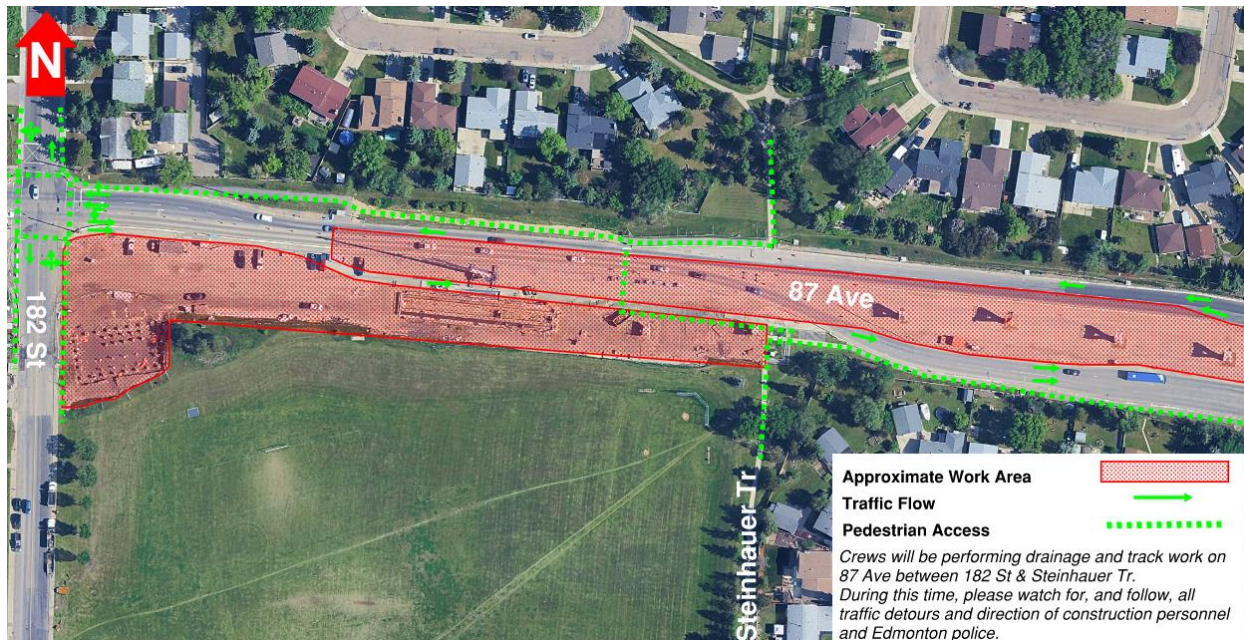 N
182 St
87 Ave
Steinhauer Tr
Approximate Work Area
Traffic Flow
Pedestrian Access
Crews will be performing drainage and track work on
87 Ave between 182 St & Steinhauer Tr.
During this time, please watch for, and follow, all
traffic detours and direction of construction personnel
and Edmonton police.